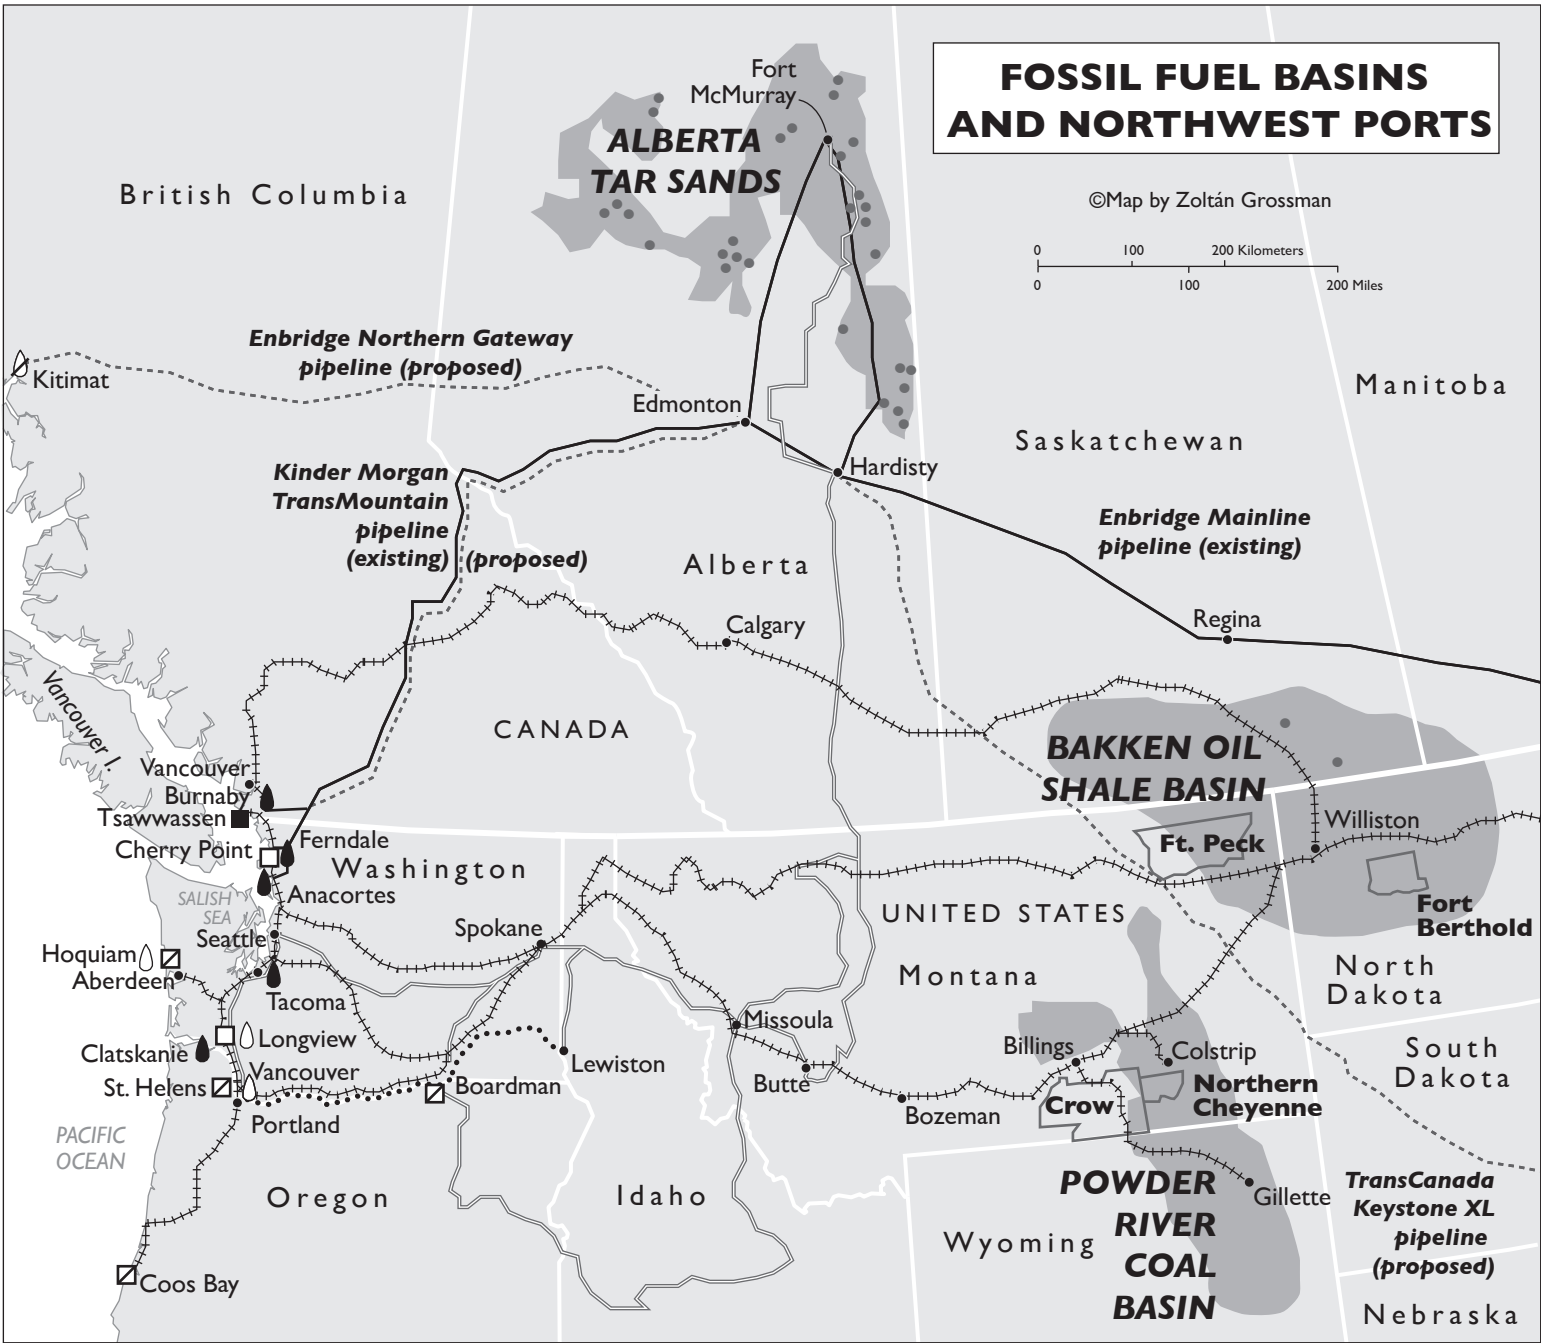 FOSSIL FUEL BASINS
AND NORTHWEST PORTS
©Map by Zoltán Grossman
0 100 200 Kilometers
0 100 200 Miles
Fort
McMurray
ALBERTA
TAR SANDS
British Columbia
Enbridge Northern Gateway
pipeline (proposed)
Kitimat
Manitoba
Edmonton
Saskatchewan
Hardisty
Kinder Morgan
TransMountain
pipeline
(existing) (proposed)
Enbridge Mainline
pipeline (existing)
Alberta
Regina
Calgary
Vancouver I.
CANADA
BAKKEN OIL
SHALE BASIN
Vancouver
Burnaby
Tsawwassen
Williston
Ferndale
Cherry Point
Washington
Ft. Peck
Anacortes
SALISH
SEA
UNITED STATES
Fort
Berthold
Spokane
Seattle
Hoquiam
Aberdeen
Montana
North
Dakota
Tacoma
Missoula
Longview
Clatskanie
Billings
Colstrip
South
Dakota
Lewiston
Vancouver
St. Helens
Boardman
Butte
Northern
Cheyenne
Crow
Bozeman
Portland
PACIFIC
OCEAN
POWDER
RIVER
COAL
BASIN
TransCanada
Keystone XL
pipeline
(proposed)
Oregon
Idaho
Gillette
Wyoming
Coos Bay
Nebraska